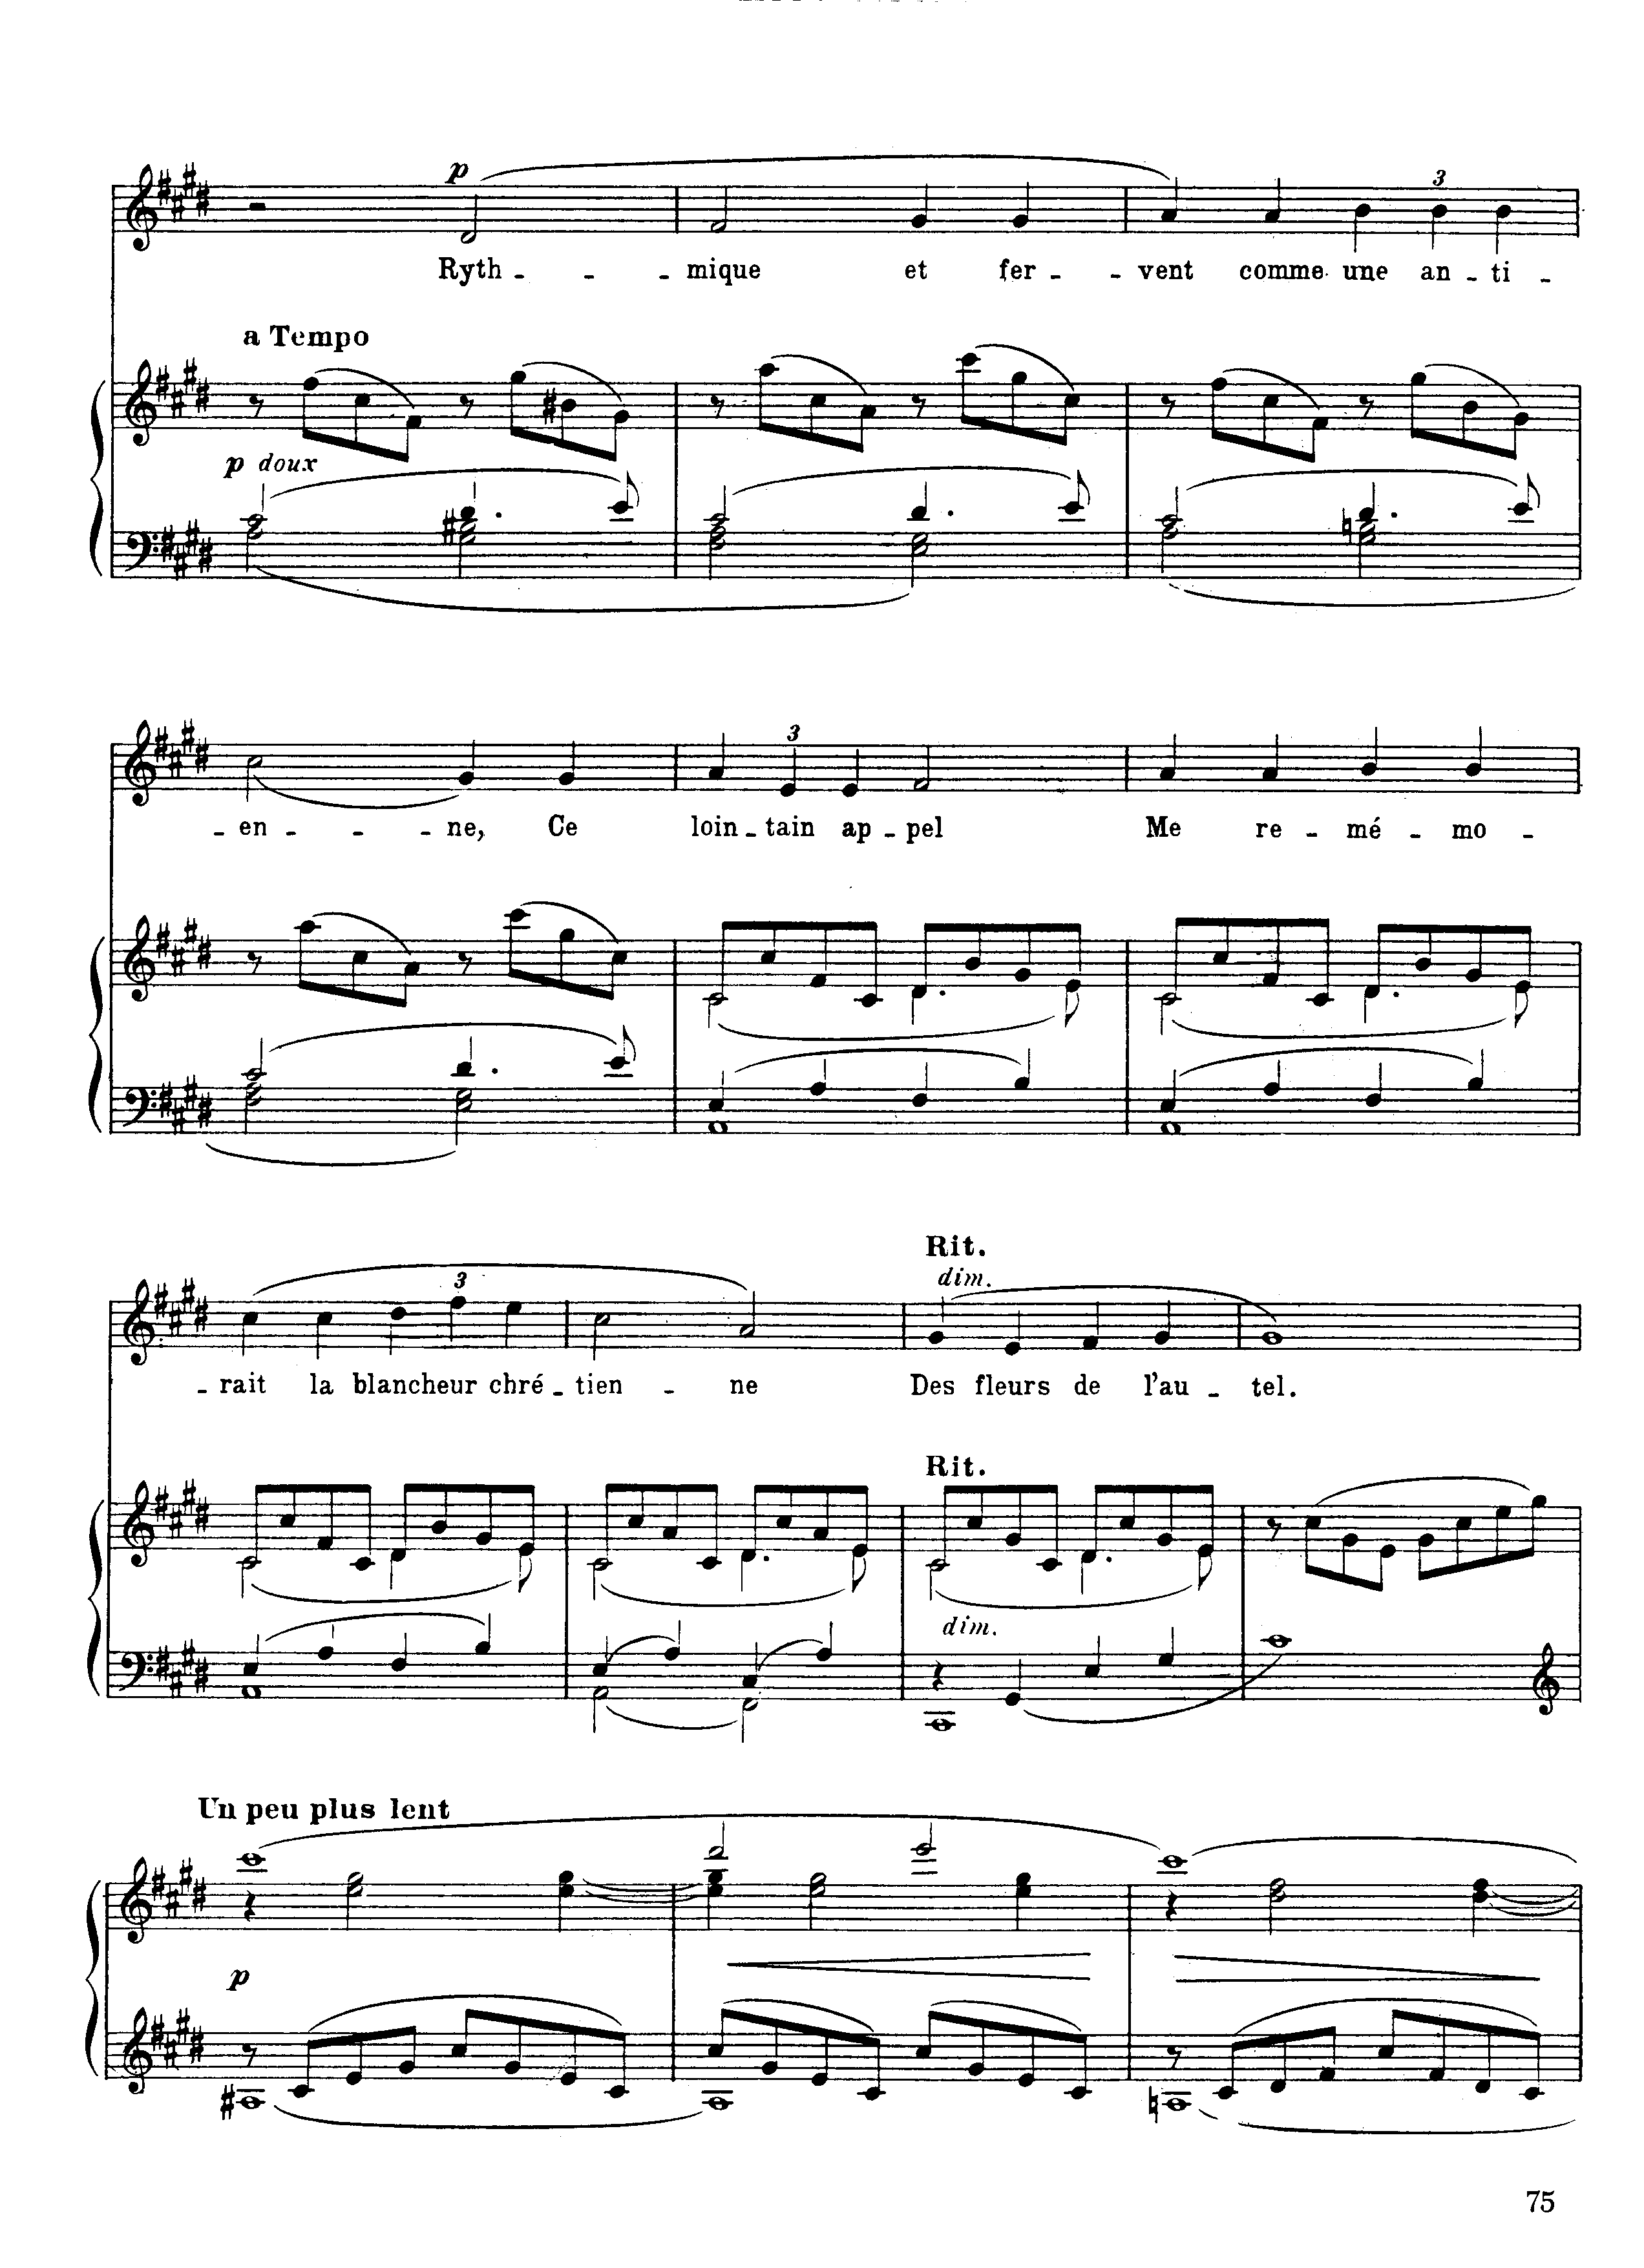 p
Ryth - - - mique et fer - - vent comme une an - ti -
3
a Tempo
p doux
3
- en - - - ne, Ce loin - tain ap - pel Me re - mé - mo -
Rit.
dim.
3
- rait la blancheur chré - tien - ne Des fleurs de l'au - tel.
Rit.
dim.
Un peu plus lent
p
75